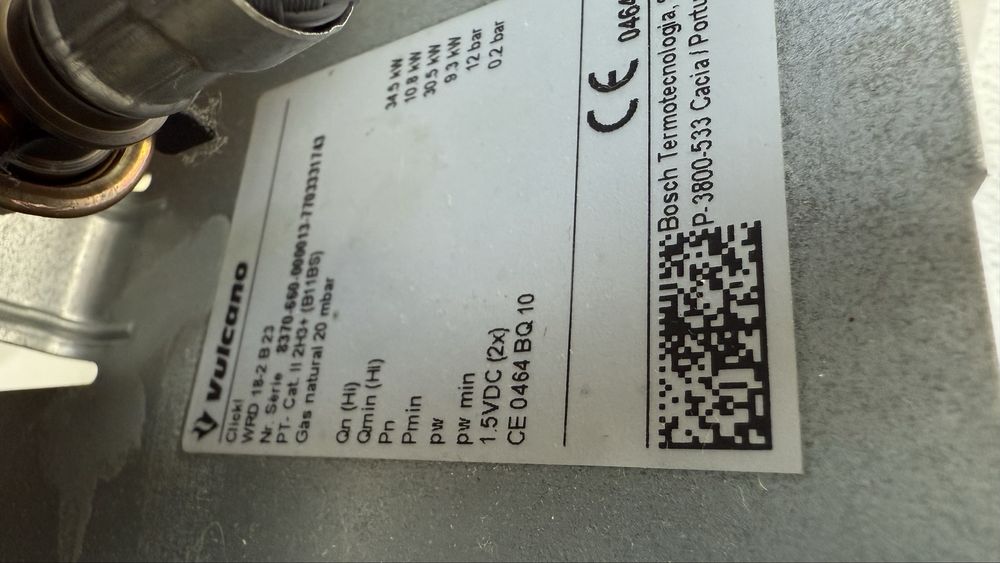 Vulcano
Click!
WRD 18-2 B 23
Nr. Série 8370-660-000013-7703331743
PT- Cat. II 2H3+ (B11BS)
Gas natural 20 mbar
Qn (Hi) 34.5 kW
Qmin (Hi) 10.8 kW
Pn 30.5 kW
Pmin 9.3 kW
pw 12 bar
pw min 0.2 bar
1.5VDC (2x)
CE 0464 BQ 10
CE 0464
Bosch Termotecnologia,
P-3800-533 Cacia / Portu